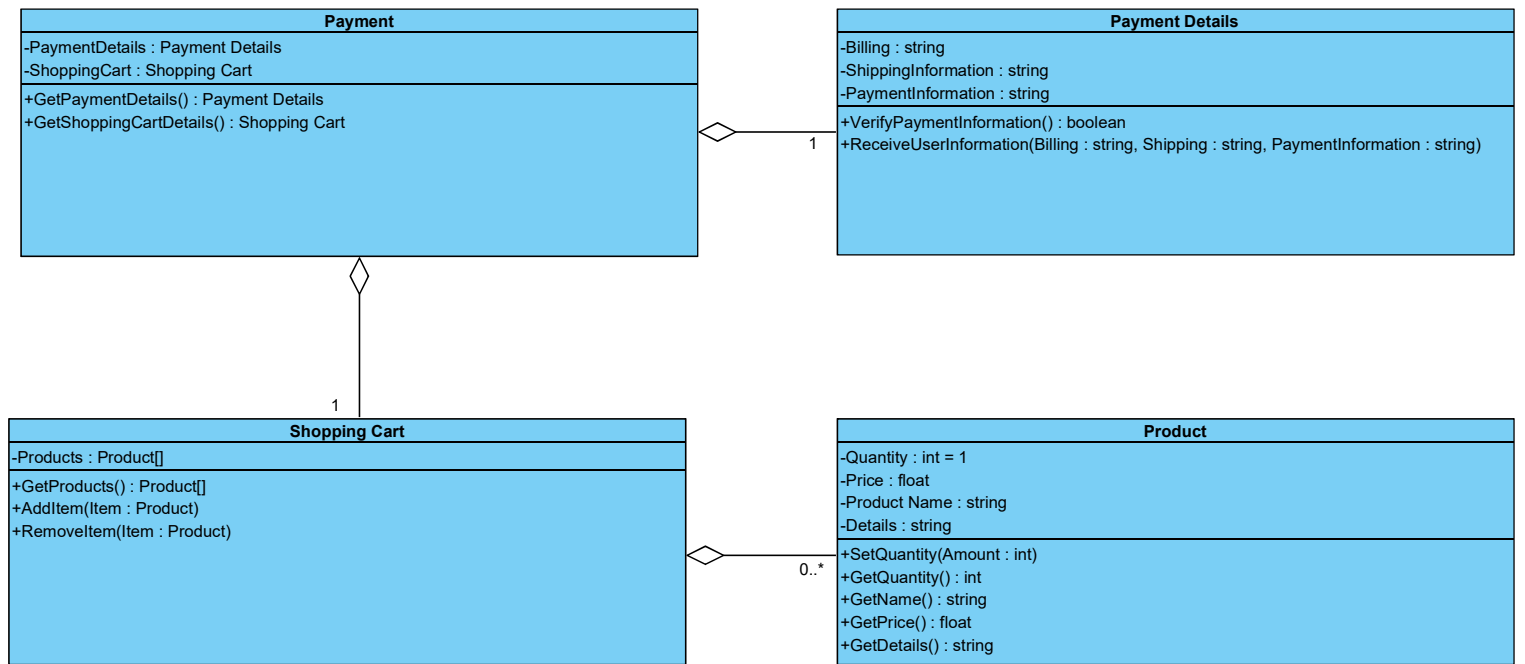 Payment
-PaymentDetails : Payment Details
-ShoppingCart : Shopping Cart
+GetPaymentDetails() : Payment Details
+GetShoppingCartDetails() : Shopping Cart
1
Payment Details
-Billing : string
-ShippingInformation : string
-PaymentInformation : string
+VerifyPaymentInformation() : boolean
+ReceiveUserInformation(Billing : string, Shipping : string, PaymentInformation : string)
1
Shopping Cart
-Products : Product[]
+GetProducts() : Product[]
+AddItem(Item : Product)
+RemoveItem(Item : Product)
0..*
Product
-Quantity : int = 1
-Price : float
-Product Name : string
-Details : string
+SetQuantity(Amount : int)
+GetQuantity() : int
+GetName() : string
+GetPrice() : float
+GetDetails() : string